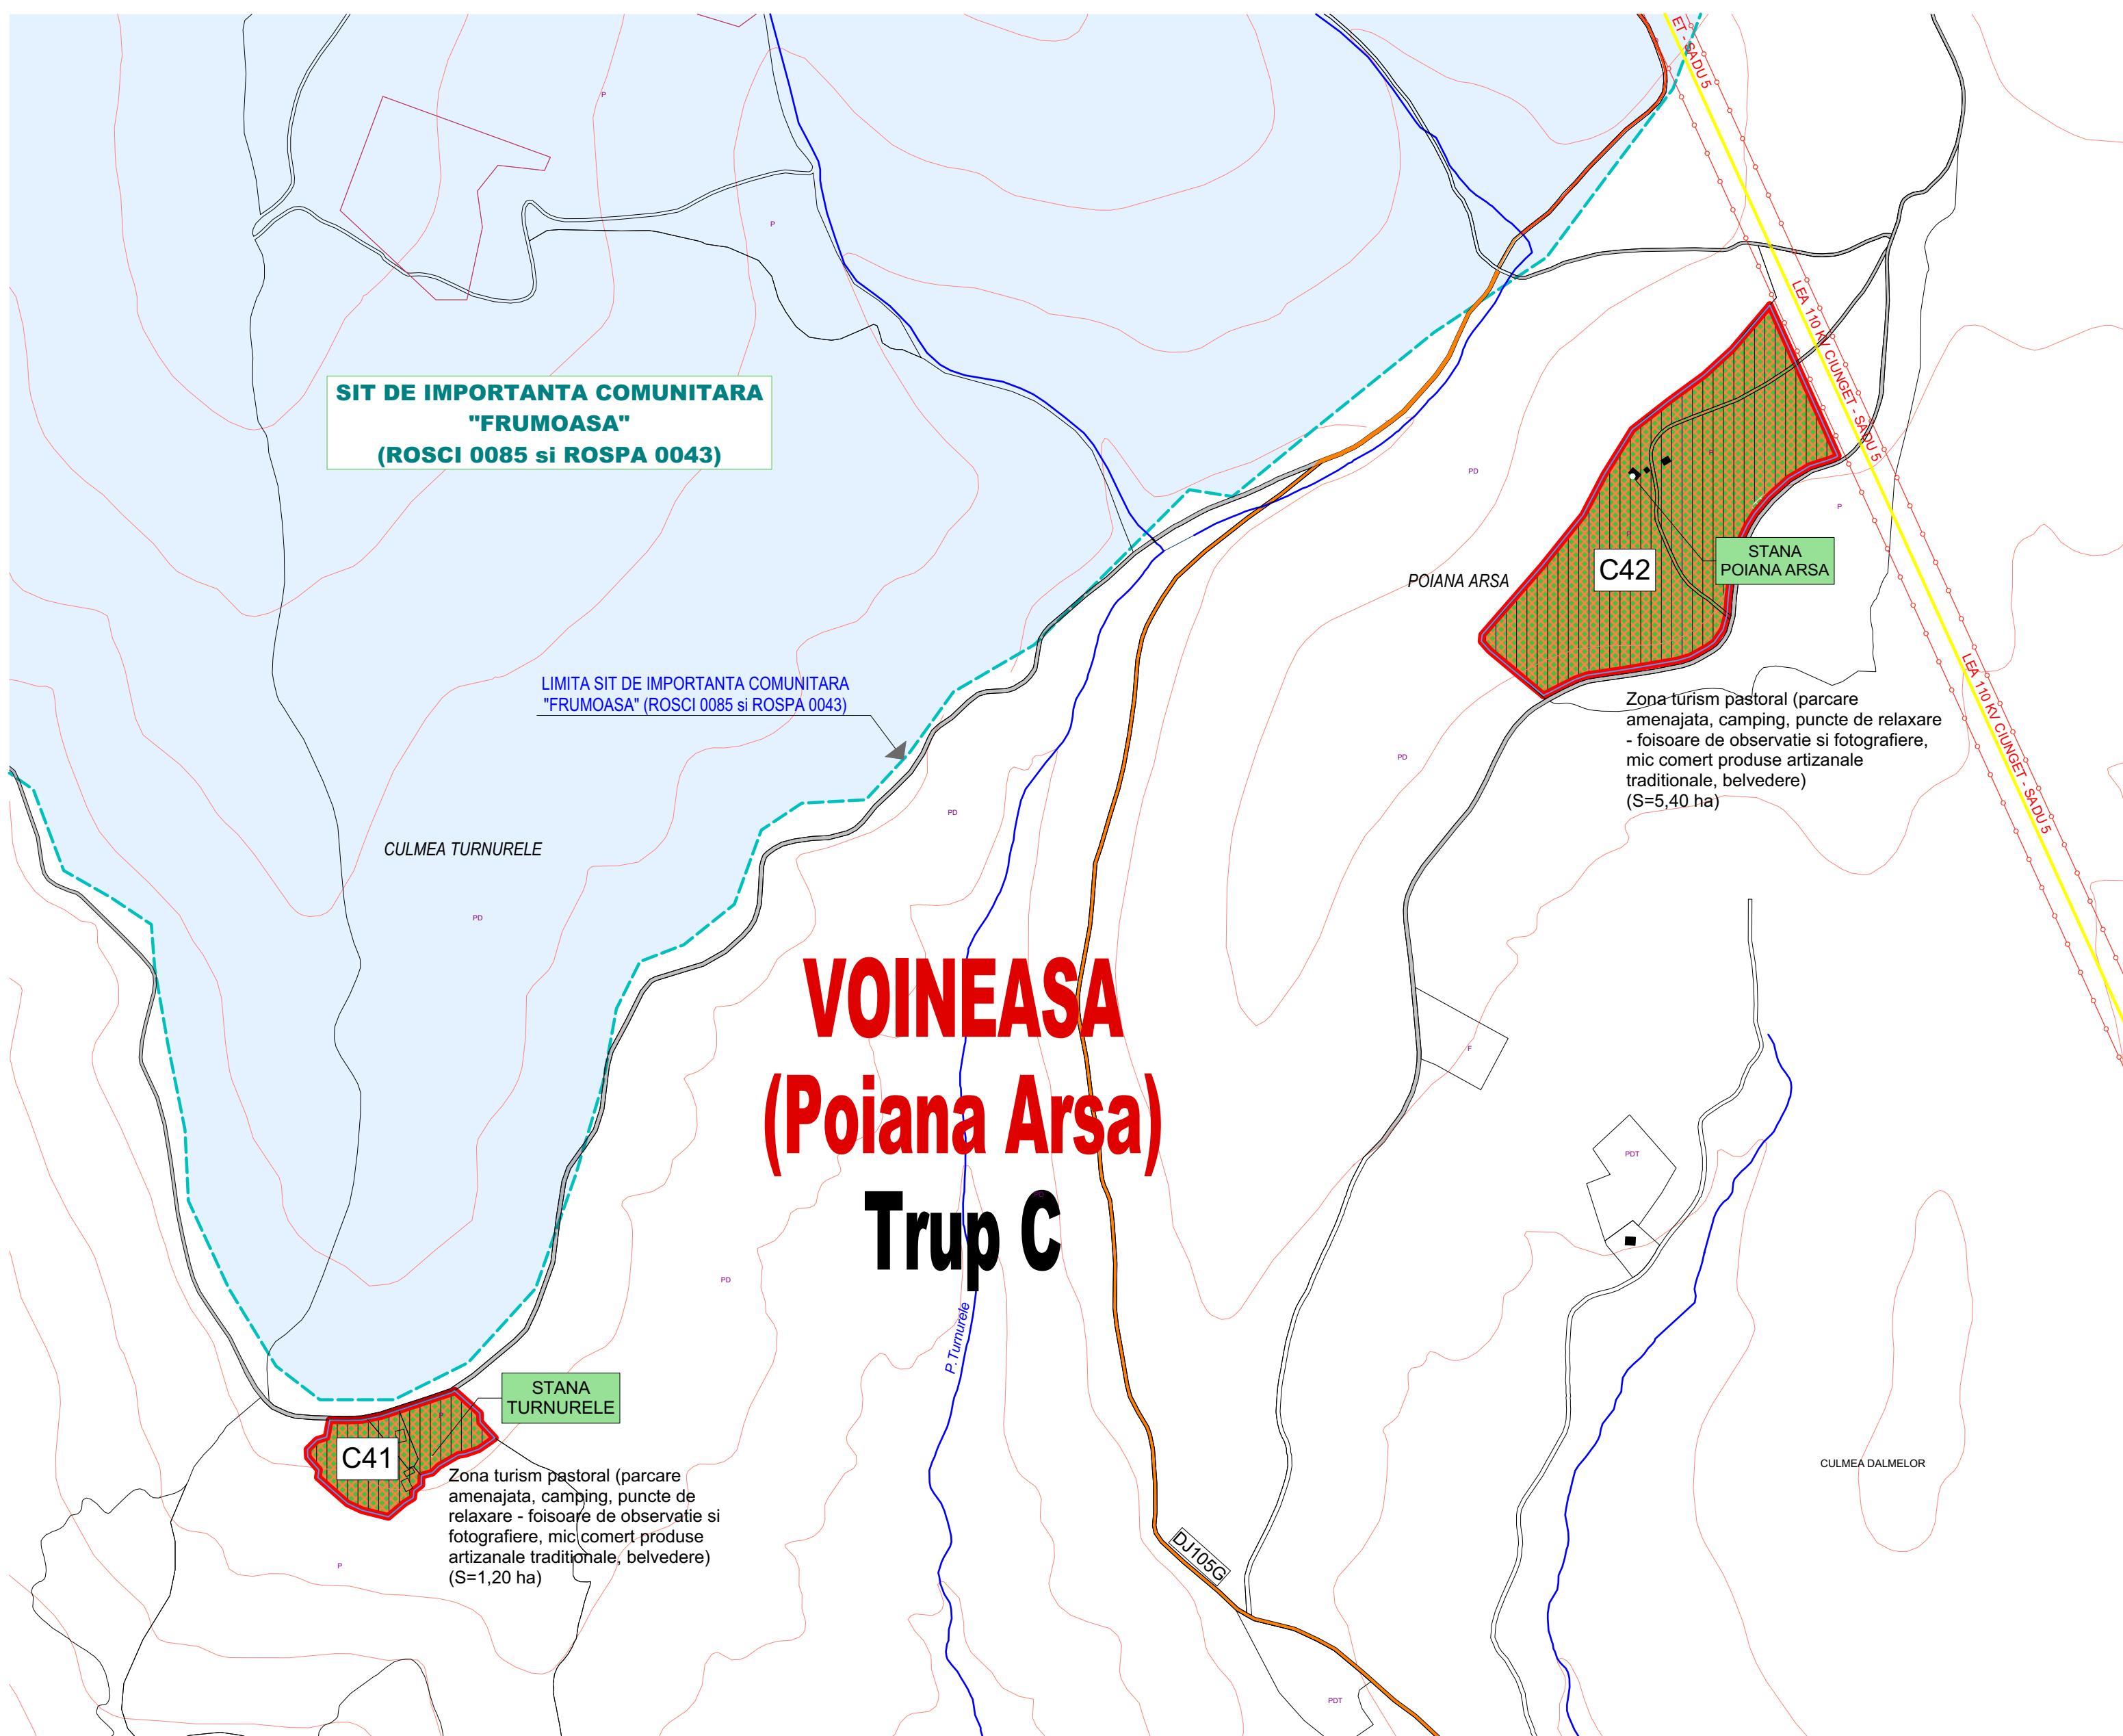 ET - SADU 5
P
P
LEA 110 KV CIUNGET - SADU 5
SIT DE IMPORTANTA COMUNITARA
"FRUMOASA"
(ROSCI 0085 si ROSPA 0043)
PD
P
P
STANA
POIANA ARSA
C42
POIANA ARSA
LIMITA SIT DE IMPORTANTA COMUNITARA
"FRUMOASA" (ROSCI 0085 si ROSPA 0043)
Zona turism pastoral (parcare
amenajata, camping, puncte de relaxare
- foisoare de observatie si fotografiere,
mic comert produse artizanale
traditionale, belvedere)
(S=5,40 ha)
LEA 110 KV CIUNGET - SADU 5
PD
PD
CULMEA TURNURELE
PD
VOINEASA
(Poiana Arsa)
Trup C
F
PDT
PD
PD
P.Turnurele
STANA
TURNURELE
C41
CULMEA DALMELOR
Zona turism pastoral (parcare
amenajata, camping, puncte de
relaxare - foisoare de observatie si
fotografiere, mic comert produse
artizanale traditionale, belvedere)
(S=1,20 ha)
P
DJ105G
PDT